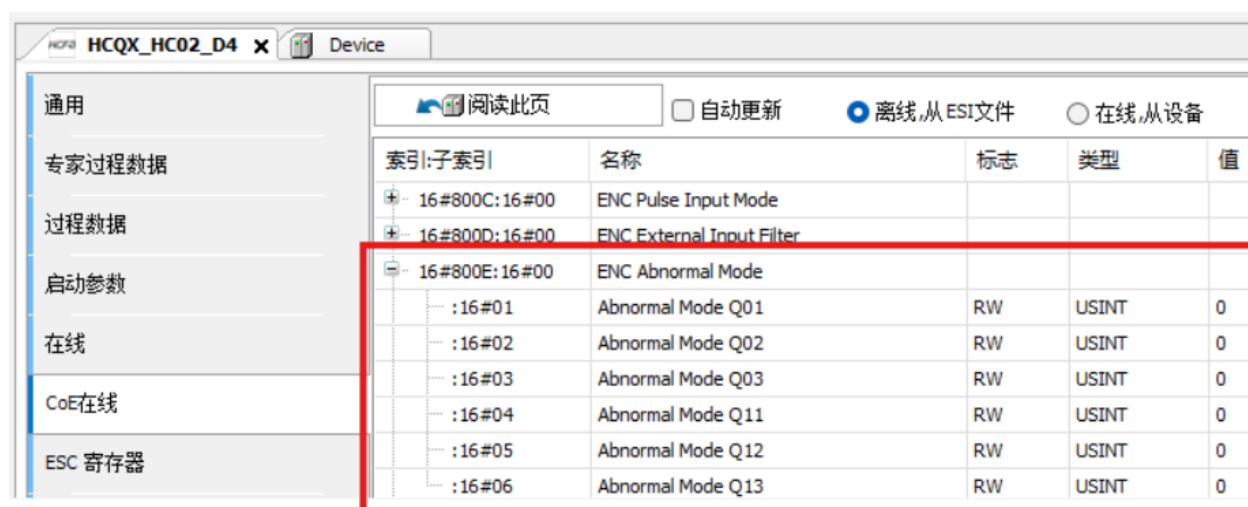 HCFA HCQX_HC02_D4 Device
通用
阅读此页 自动更新 离线,从ESI文件 在线,从设备
专家过程数据
索引:子索引 名称 标志 类型 值
16#800C:16#00 ENC Pulse Input Mode
过程数据
16#800D:16#00 ENC External Input Filter
16#800E:16#00 ENC Abnormal Mode
启动参数
:16#01 Abnormal Mode Q01 RW USINT 0
在线
:16#02 Abnormal Mode Q02 RW USINT 0
:16#03 Abnormal Mode Q03 RW USINT 0
CoE在线
:16#04 Abnormal Mode Q11 RW USINT 0
:16#05 Abnormal Mode Q12 RW USINT 0
ESC 寄存器
:16#06 Abnormal Mode Q13 RW USINT 0